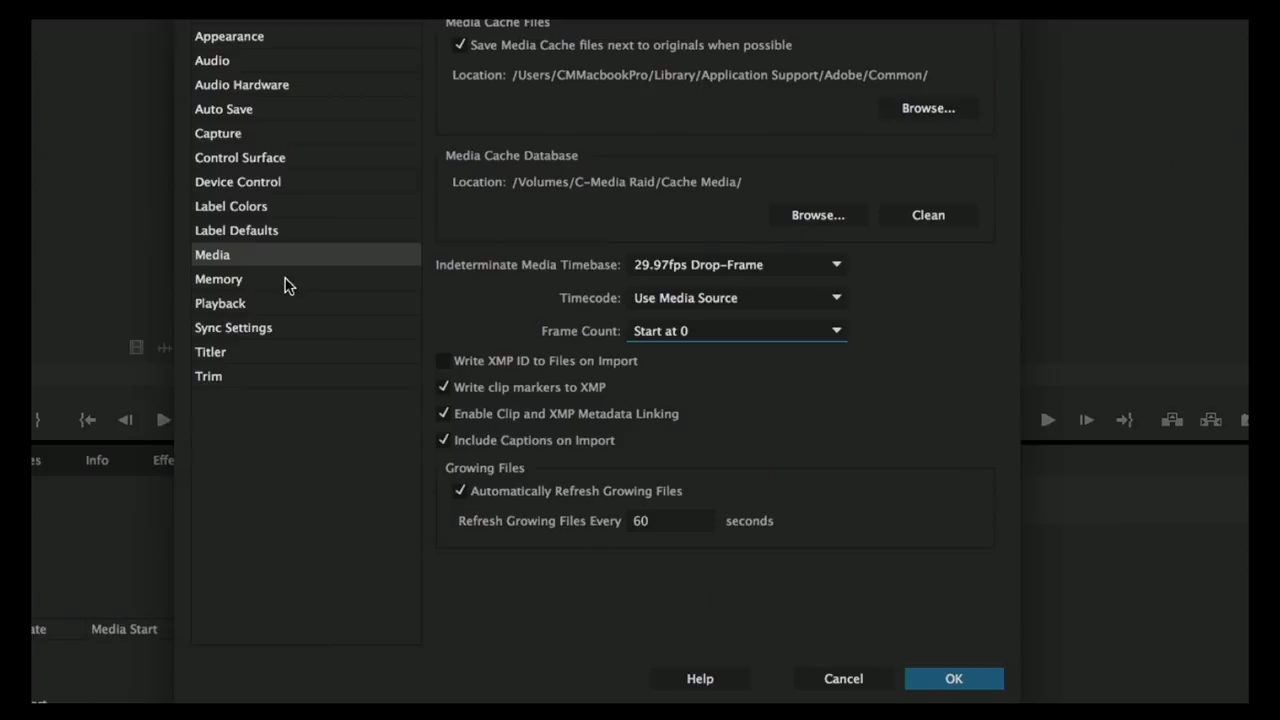 Appearance
Audio
Audio Hardware
Auto Save
Capture
Control Surface
Device Control
Label Colors
Label Defaults
Media
Memory
Playback
Sync Settings
Titler
Trim
Media Cache Files
Save Media Cache files next to originals when possible
Location: /Users/CMMacbookPro/Library/Application Support/Adobe/Common/
Browse...
Media Cache Database
Location: /Volumes/C-Media Raid/Cache Media/
Browse... Clean
Indeterminate Media Timebase: 29.97fps Drop-Frame
Timecode: Use Media Source
Frame Count: Start at 0
Write XMP ID to Files on Import
Write clip markers to XMP
Enable Clip and XMP Metadata Linking
Include Captions on Import
Growing Files
Automatically Refresh Growing Files
Refresh Growing Files Every 60 seconds
Help Cancel OK
es Info Effe
ate Media Start